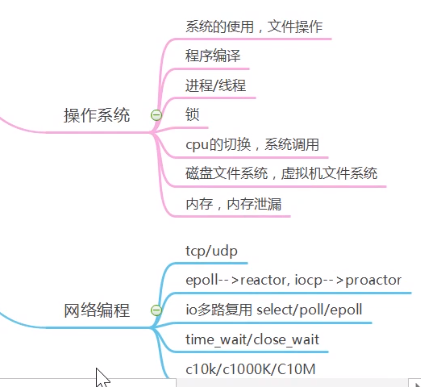 操作系统
系统的使用，文件操作
程序编译
进程/线程
锁
cpu的切换，系统调用
磁盘文件系统，虚拟机文件系统
内存，内存泄漏
网络编程
tcp/udp
epoll-->reactor, iocp-->proactor
io多路复用 select/poll/epoll
time_wait/close_wait
c10k/c1000K/C10M